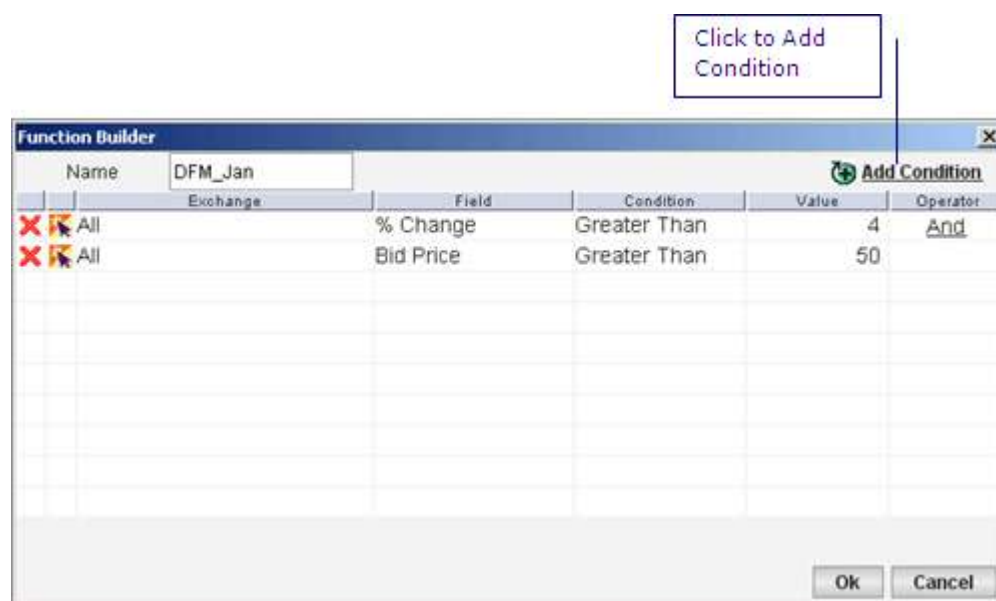 Click to Add
Condition
Function Builder
Name DFM_Jan Add Condition
Exchange Field Condition Value Operator
All % Change Greater Than 4 And
All Bid Price Greater Than 50
Ok Cancel